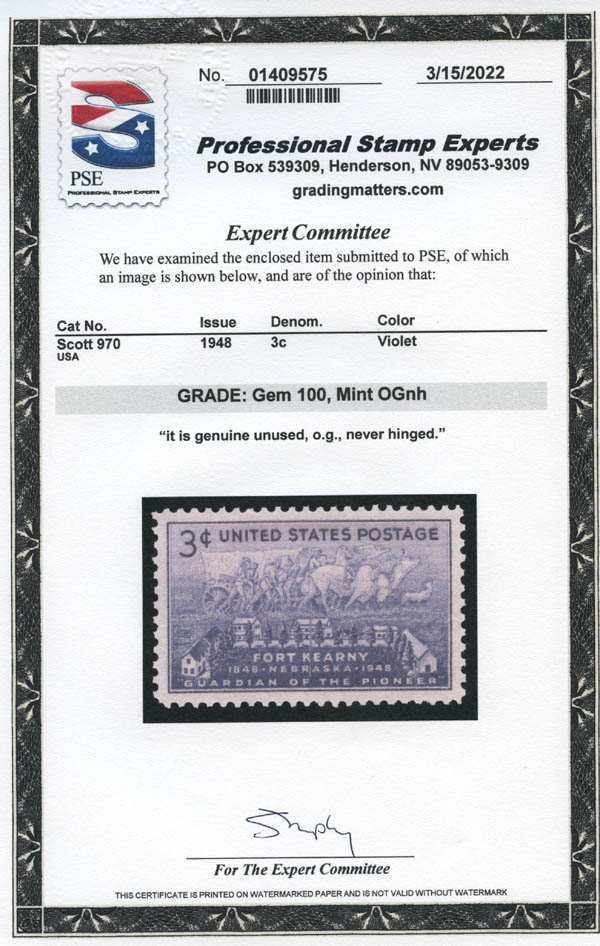 No. 01409575 3/15/2022
PSE
PROFESSIONAL STAMP EXPERTS
Professional Stamp Experts
PO Box 539309, Henderson, NV 89053-9309
gradingmatters.com
Expert Committee
We have examined the enclosed item submitted to PSE, of which
an image is shown below, and are of the opinion that:
Cat No. Issue Denom. Color
Scott 970 1948 3c Violet
USA
GRADE: Gem 100, Mint OGnh
“it is genuine unused, o.g., never hinged.”
3¢ UNITED STATES POSTAGE
FORT KEARNY
1848 · NEBRASKA · 1948
"GUARDIAN OF THE PIONEER"
For The Expert Committee
THIS CERTIFICATE IS PRINTED ON WATERMARKED PAPER AND IS NOT VALID WITHOUT WATERMARK